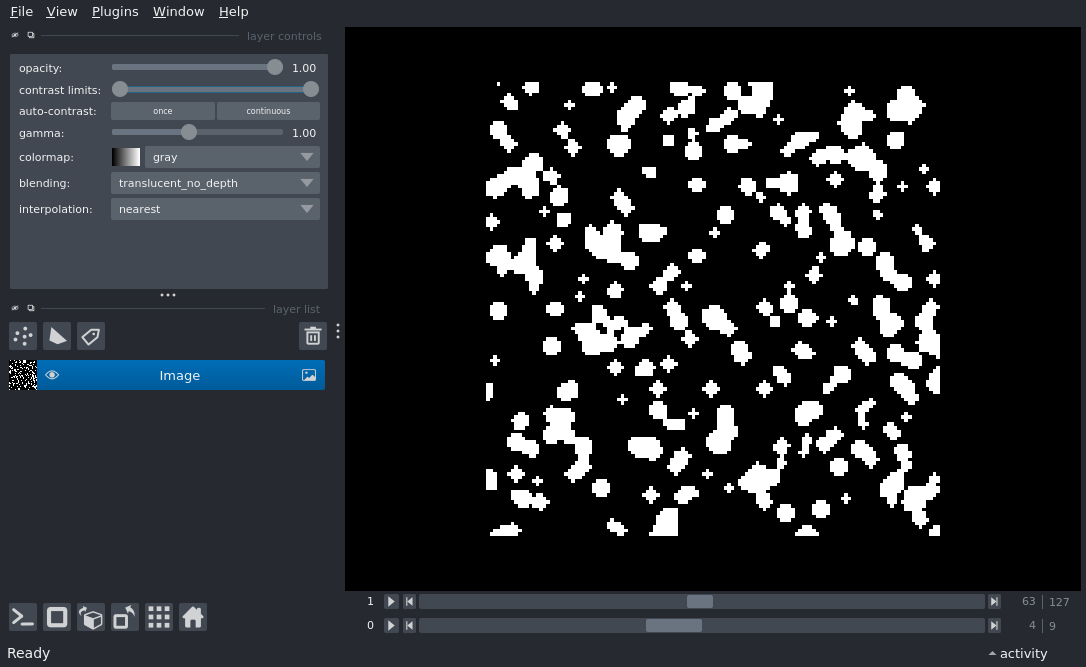 File View Plugins Window Help
layer controls
opacity: 1.00
contrast limits:
auto-contrast: once continuous
gamma: 1.00
colormap: gray
blending: translucent_no_depth
interpolation: nearest
layer list
Image
1 63 127
0 4 9
Ready activity